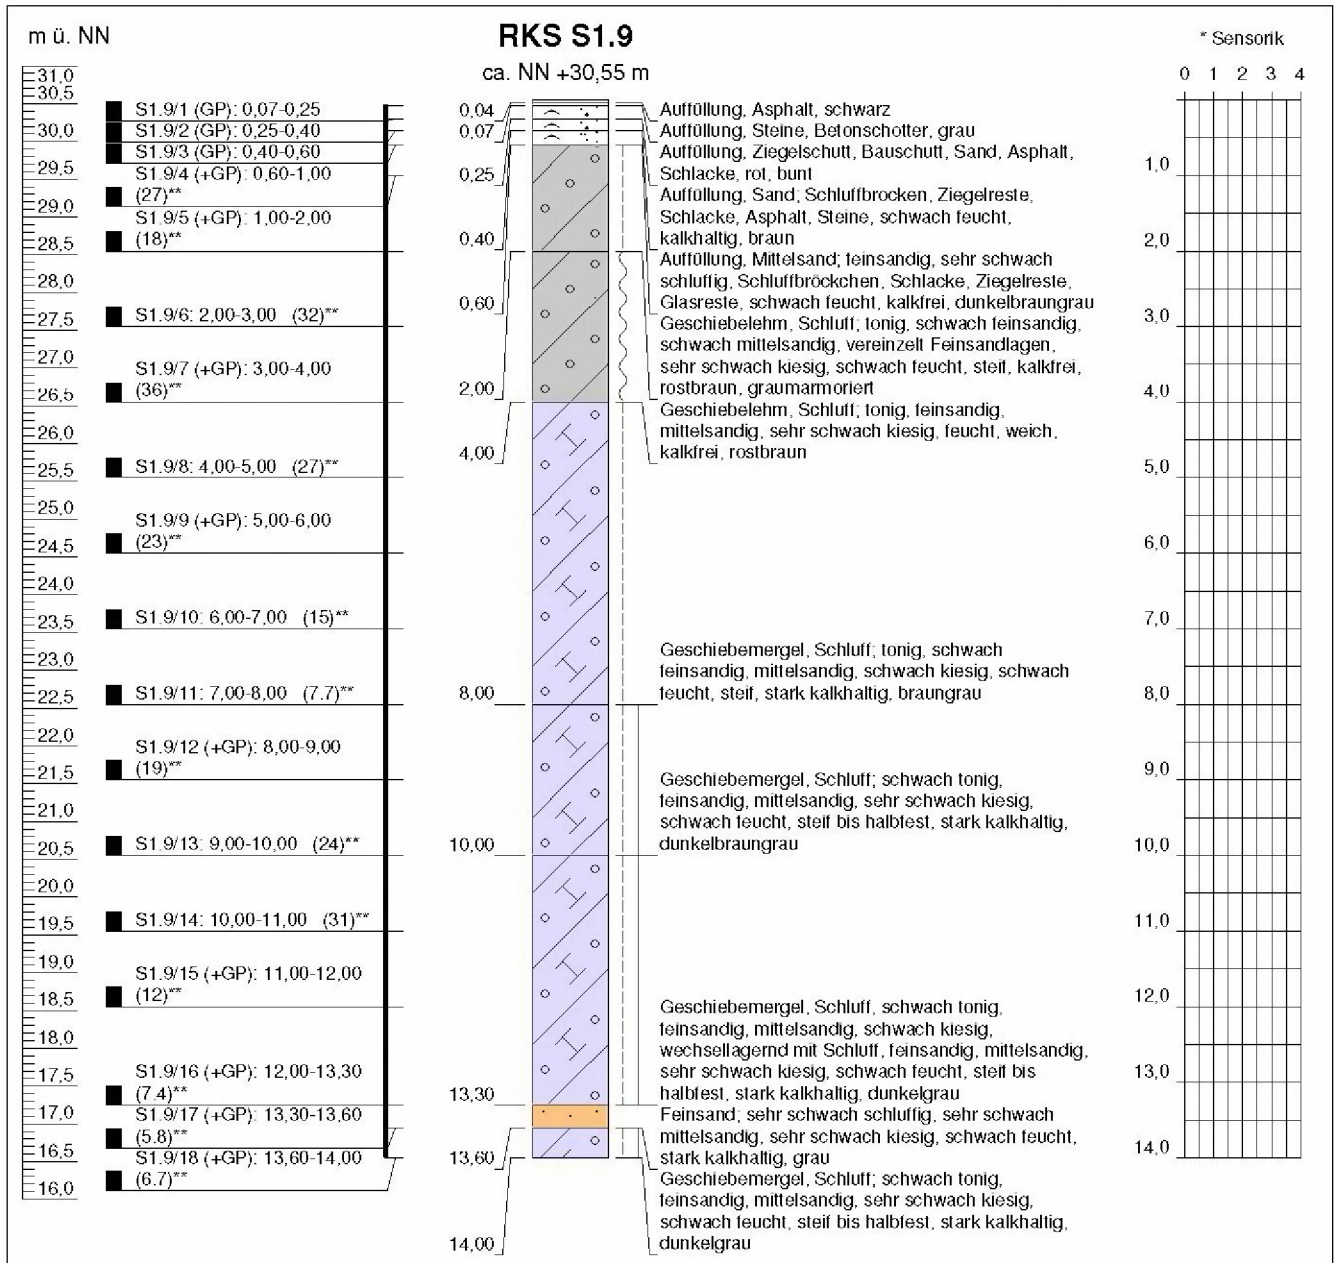 m ü. NN
RKS S1.9
ca. NN +30,55 m
* Sensorik
0 1 2 3 4
31,0
30,5
30,0
29,5
29,0
28,5
28,0
27,5
27,0
26,5
26,0
25,5
25,0
24,5
24,0
23,5
23,0
22,5
22,0
21,5
21,0
20,5
20,0
19,5
19,0
18,5
18,0
17,5
17,0
16,5
16,0
S1.9/1 (GP): 0,07-0,25
S1.9/2 (GP): 0,25-0,40
S1.9/3 (GP): 0,40-0,60
S1.9/4 (+GP): 0,60-1,00
(27)**
S1.9/5 (+GP): 1,00-2,00
(18)**
S1.9/6: 2,00-3,00 (32)**
S1.9/7 (+GP): 3,00-4,00
(36)**
S1.9/8: 4,00-5,00 (27)**
S1.9/9 (+GP): 5,00-6,00
(23)**
S1.9/10: 6,00-7,00 (15)**
S1.9/11: 7,00-8,00 (7.7)**
S1.9/12 (+GP): 8,00-9,00
(19)**
S1.9/13: 9,00-10,00 (24)**
S1.9/14: 10,00-11,00 (31)**
S1.9/15 (+GP): 11,00-12,00
(12)**
S1.9/16 (+GP): 12,00-13,30
(7.4)**
S1.9/17 (+GP): 13,30-13,60
(5.8)**
S1.9/18 (+GP): 13,60-14,00
(6.7)**
0,04
0,07
0,25
0,40
0,60
2,00
4,00
8,00
10,00
13,30
13,60
14,00
Auffüllung, Asphalt, schwarz
Auffüllung, Steine, Betonschotter, grau
Auffüllung, Ziegelschutt, Bauschutt, Sand, Asphalt,
Schlacke, rot, bunt
Auffüllung, Sand; Schluffbrocken, Ziegelreste,
Schlacke, Asphalt, Steine, schwach feucht,
kalkhaltig, braun
Auffüllung, Mittelsand; feinsandig, sehr schwach
schluffig, Schluffbröckchen, Schlacke, Ziegelreste,
Glasreste, schwach feucht, kalkfrei, dunkelbraungrau
Geschiebelehm, Schluff; tonig, schwach feinsandig,
schwach mittelsandig, vereinzelt Feinsandlagen,
sehr schwach kiesig, schwach feucht, steif, kalkfrei,
rostbraun, graumarmoriert
Geschiebelehm, Schluff; tonig, feinsandig,
mittelsandig, sehr schwach kiesig, feucht, weich,
kalkfrei, rostbraun
Geschiebemergel, Schluff; tonig, schwach
feinsandig, mittelsandig, schwach kiesig, schwach
feucht, steif, stark kalkhaltig, braungrau
Geschiebemergel, Schluff; schwach tonig,
feinsandig, mittelsandig, sehr schwach kiesig,
schwach feucht, steif bis halbfest, stark kalkhaltig,
dunkelbraungrau
Geschiebemergel, Schluff, schwach tonig,
feinsandig, mittelsandig, schwach kiesig,
wechsellagernd mit Schluff, feinsandig, mittelsandig,
sehr schwach kiesig, schwach feucht, steif bis
halbfest, stark kalkhaltig, dunkelgrau
Feinsand; sehr schwach schluffig, sehr schwach
mittelsandig, sehr schwach kiesig, schwach feucht,
stark kalkhaltig, grau
Geschiebemergel, Schluff; schwach tonig,
feinsandig, mittelsandig, sehr schwach kiesig,
schwach feucht, steif bis halbfest, stark kalkhaltig,
dunkelgrau
1,0
2,0
3,0
4,0
5,0
6,0
7,0
8,0
9,0
10,0
11,0
12,0
13,0
14,0